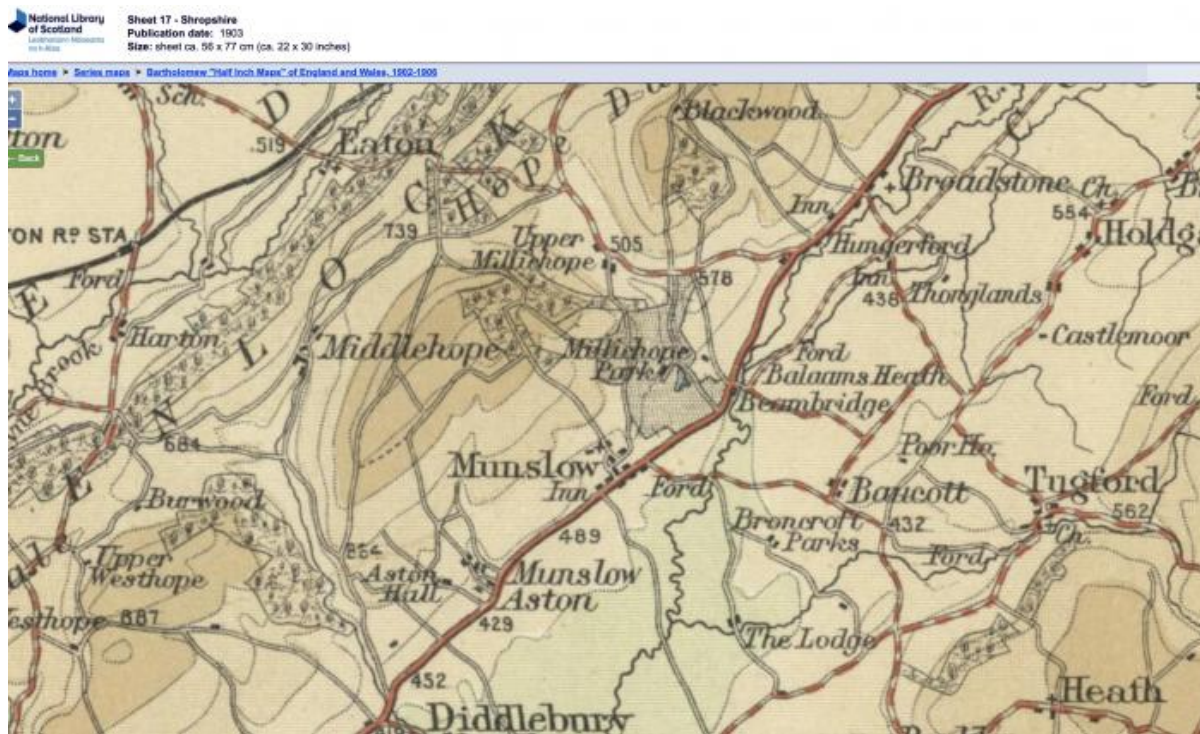 National Library
of Scotland
Sheet 17 - Shropshire
Publication date: 1903
Size: sheet ca. 56 x 77 cm (ca. 22 x 30 inches)
Maps home ► Series maps ► Bartholomew "Half Inch Maps" of England and Wales, 1902-1906
Sch.
D
519
Eaton
Back
C
K
Hope
D
Blackwood
R.
C
Broadstone
Ch.
554
Holdg
Inn
ON RD. STA
739
Upper
Millichope
505
578
Hungerford
Inn
438
Thonglands
Ford
E
O
L
Harton
Middlehope
Millichope
Park
Ford
Balaams Heath
Beambridge
Castlemoor
Ford
Brook
N
684
L
Munslow
Inn
Ford
Poor Ho.
Baucott
Tugford
562
Ch.
Burwood
489
Broncroft
Parks
432
Ford
Upper
Westhope
Aston
Hall
Munslow
Aston
esthope
887
429
The Lodge
452
Diddlebury
Heath